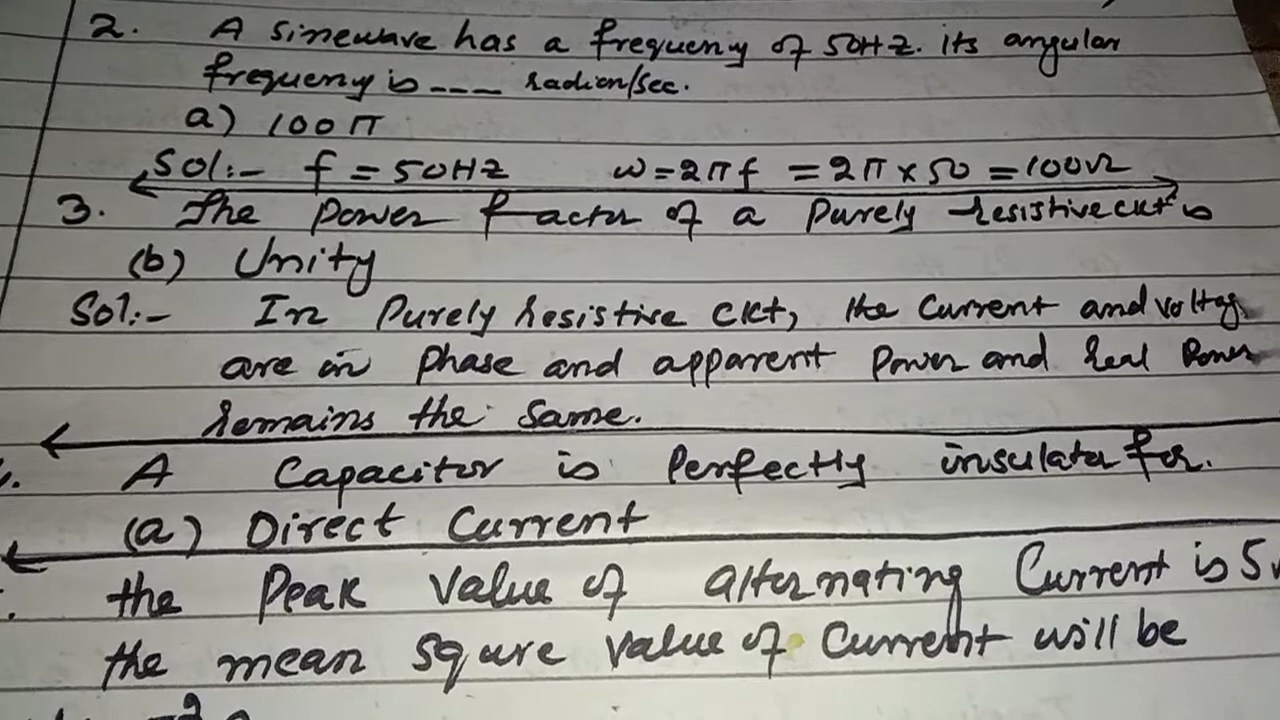 2. A sinewave has a frequency of 50Hz. its angular
frequency is --- radian/sec.
a) 100π
Sol:- f = 50Hz ω = 2πf = 2π × 50 = 100π
3. The power factor of a purely resistive ckt is
(b) Unity
Sol:- In Purely resistive ckt, the Current and voltag
are in phase and apparent Power and real Power
remains the same.
A Capacitor is Perfectly insulator for.
(a) Direct Current
the Peak value of alternating Current is 5
the mean square value of current will be